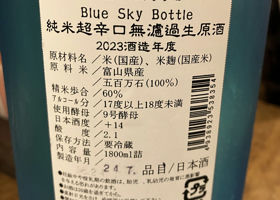 Blue Sky Bottle
純米超辛口無濾過生原酒
2023酒造年度
原材料名／米(国産)、米麹(国産米)
原料米／富山県産
五百万石(100%)
精米歩合／60%
アルコール分／17度以上18度未満
使用酵母／9号酵母
日本酒度／+14
酸度／2.1
保存方法／要冷蔵
内容量／1800ml詰
製造年月 24.7. 品目/日本酒